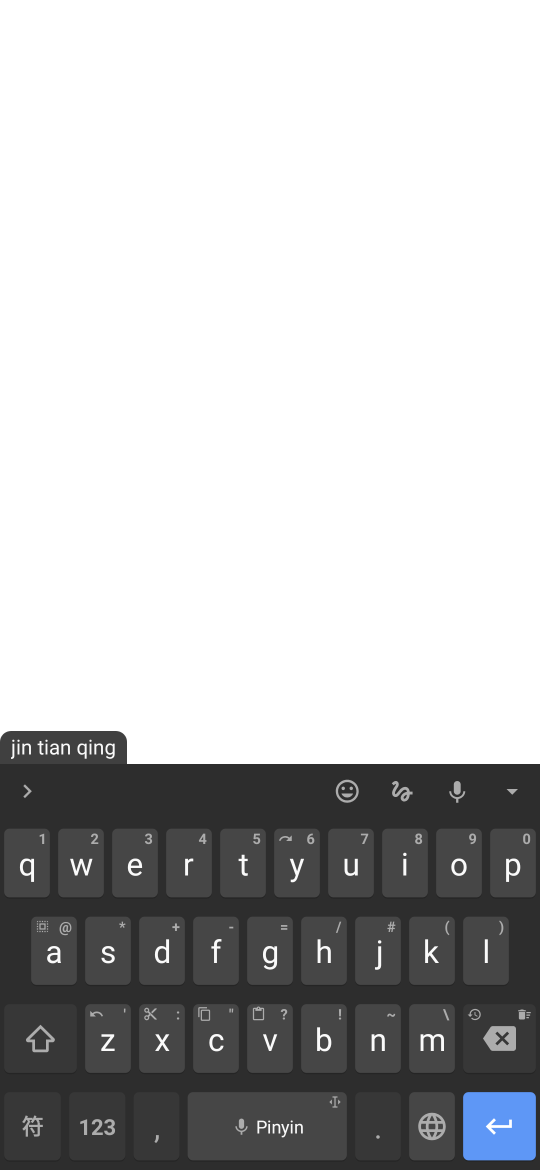 jin tian qing
1 2 3 4 5 6 7 8 9 0
q w e r t y u i o p
@ * + - = / # ( )
a s d f g h j k l
' : " ? ! ~ \
z x c v b n m
符 123 , Pinyin .